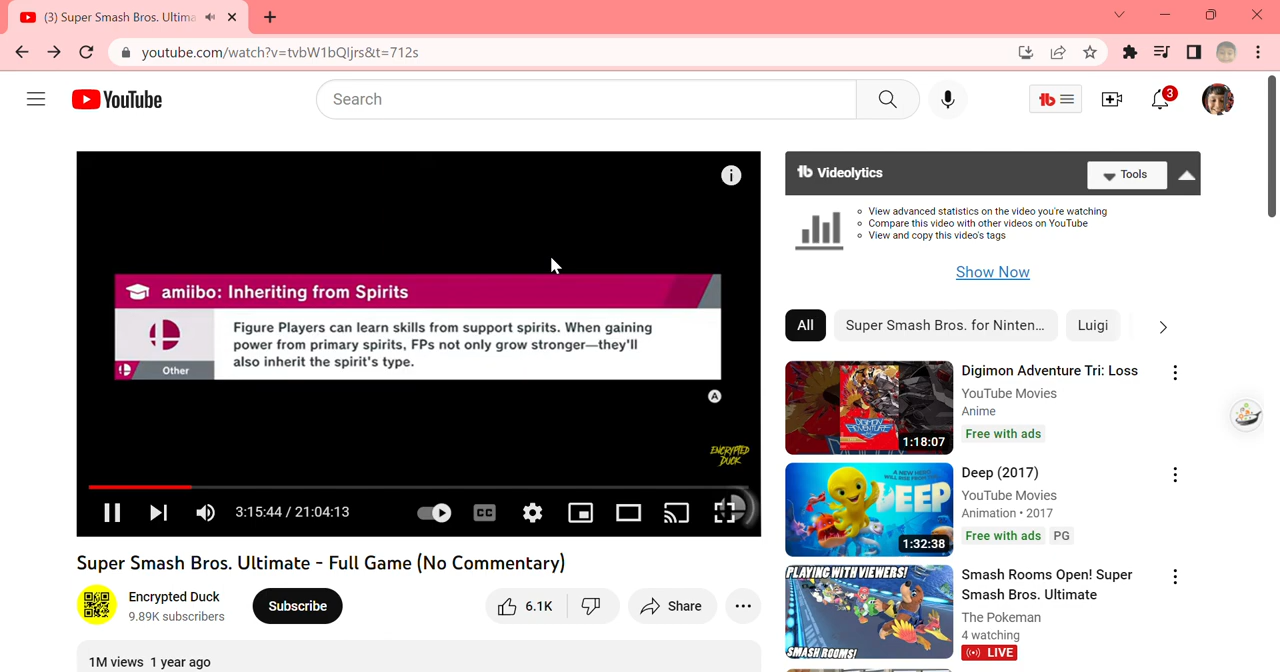 (3) Super Smash Bros. Ultima
youtube.com/watch?v=tvbW1bQljrs&t=712s
YouTube
Search
3
amiibo: Inheriting from Spirits
Figure Players can learn skills from support spirits. When gaining
power from primary spirits, FPs not only grow stronger—they'll
also inherit the spirit's type.
Other
A
ENCRYPTED
DUCK
CC
3:15:44 / 21:04:13
Super Smash Bros. Ultimate - Full Game (No Commentary)
Encrypted Duck
9.89K subscribers
Subscribe
6.1K
Share
1M views 1 year ago
tb Videolytics
Tools
View advanced statistics on the video you're watching
Compare this video with other videos on YouTube
View and copy this video's tags
Show Now
All
Super Smash Bros. for Ninten...
Luigi
DIGIMON
ADVENTURE
1:18:07
Digimon Adventure Tri: Loss
YouTube Movies
Anime
Free with ads
DEEP
1:32:38
Deep (2017)
YouTube Movies
Animation • 2017
Free with ads PG
PLAYING WITH VIEWERS!
SMASH ROOMS!
Smash Rooms Open! Super
Smash Bros. Ultimate
The Pokeman
4 watching
LIVE